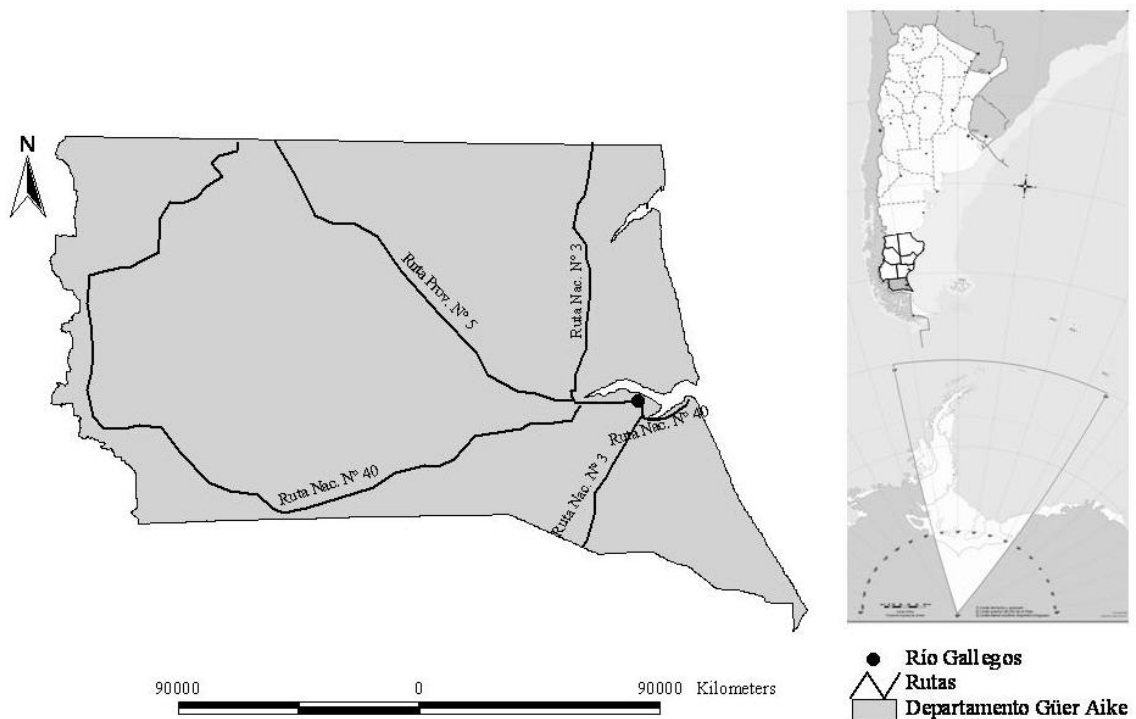 N
Ruta Prov. Nº 5
Ruta Nac. Nº 3
Ruta Nac. Nº 40
Ruta Nac. Nº 40
Ruta Nac. Nº 3
90000 0 90000 Kilometers
Río Gallegos
Rutas
Departamento Güer Aike